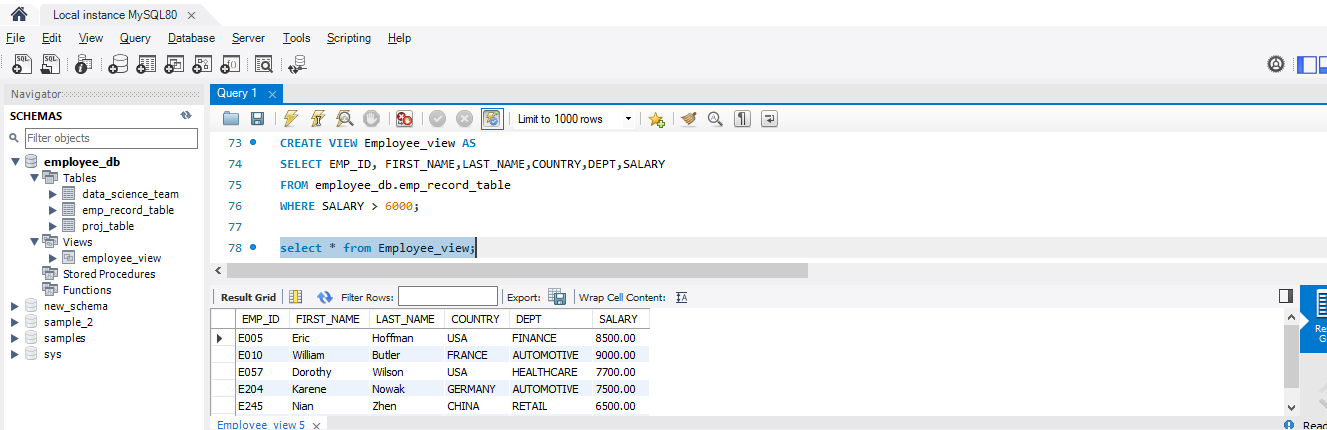 Local instance MySQL80 ×
File Edit View Query Database Server Tools Scripting Help
Navigator
Query 1 ×
SCHEMAS
Filter objects
Limit to 1000 rows
employee_db
Tables
data_science_team
emp_record_table
proj_table
Views
employee_view
Stored Procedures
Functions
new_schema
sample_2
samples
sys
73 CREATE VIEW Employee_view AS
74 SELECT EMP_ID, FIRST_NAME,LAST_NAME,COUNTRY,DEPT,SALARY
75 FROM employee_db.emp_record_table
76 WHERE SALARY > 6000;
77
78 select * from Employee_view;
Result Grid Filter Rows: Export: Wrap Cell Content:
EMP_ID FIRST_NAME LAST_NAME COUNTRY DEPT SALARY
E005 Eric Hoffman USA FINANCE 8500.00
E010 William Butler FRANCE AUTOMOTIVE 9000.00
E057 Dorothy Wilson USA HEALTHCARE 7700.00
E204 Karene Nowak GERMANY AUTOMOTIVE 7500.00
E245 Nian Zhen CHINA RETAIL 6500.00
Employee_view 5 ×